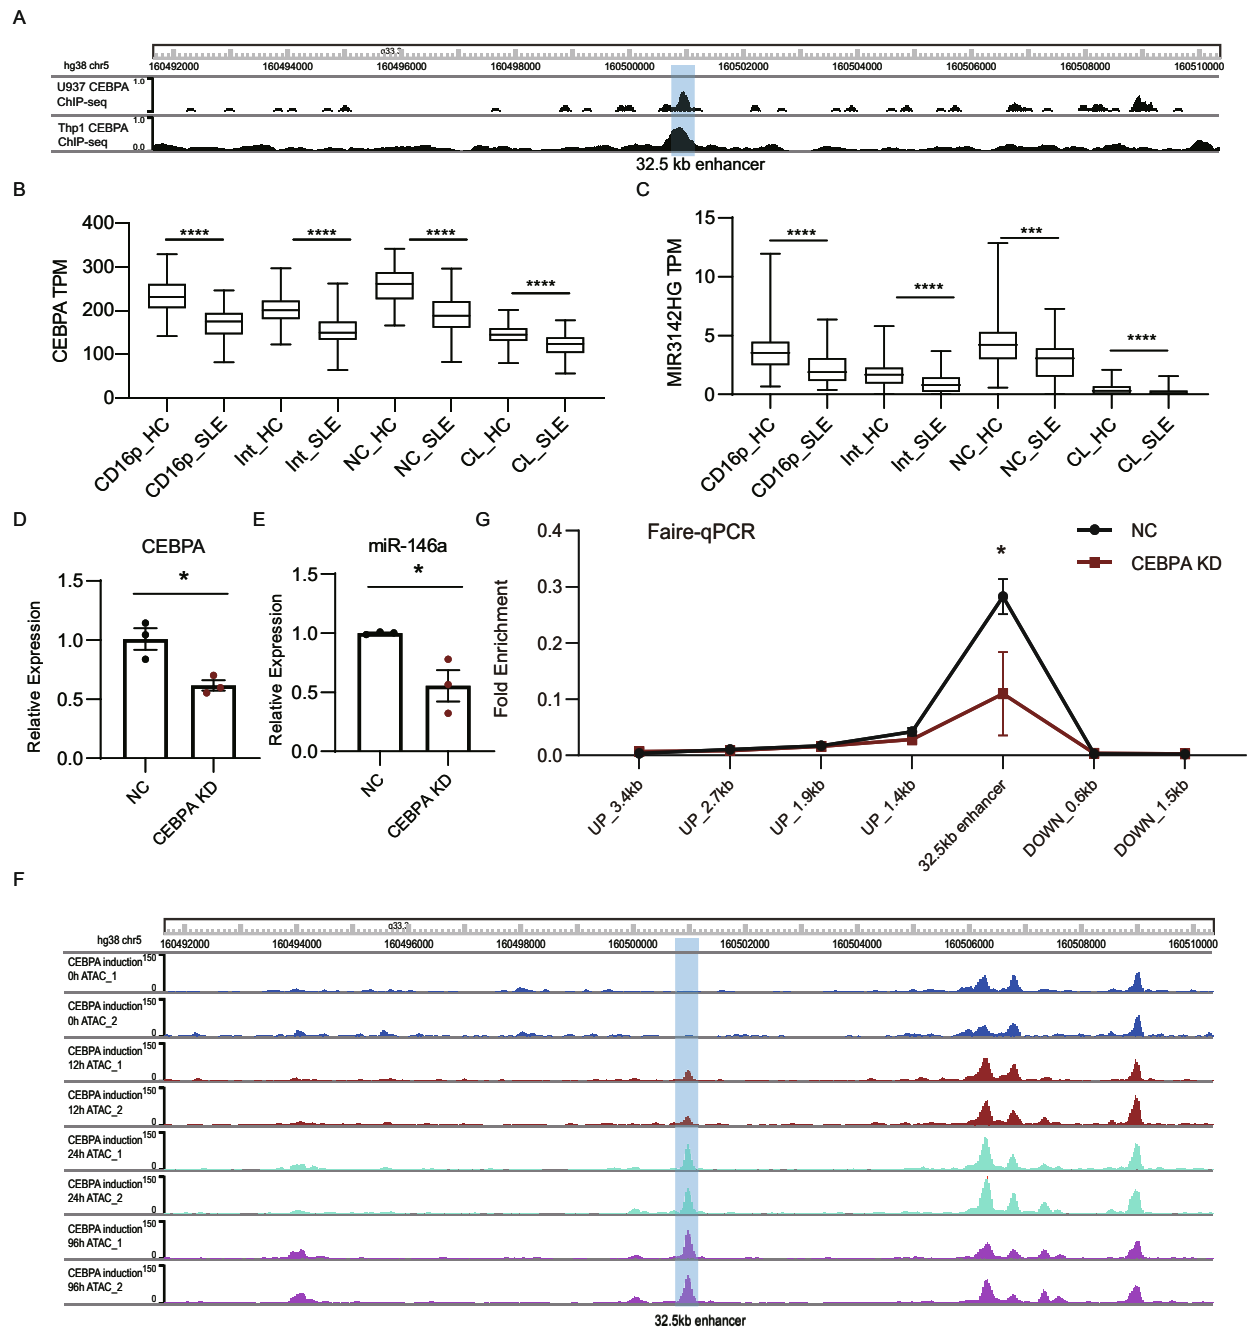 A
α33.3
hg38 chr5
160492000 160494000 160496000 160498000 160500000 160502000 160504000 160506000 160508000 160510000
U937 CEBPA 1.0
ChIP-seq
0.0
Thp1 CEBPA 1.0
ChIP-seq
0.0
32.5 kb enhancer
B
CEBPA TPM
400
300
200
100
0
**** **** **** ****
CD16p_HC CD16p_SLE Int_HC Int_SLE NC_HC NC_SLE CL_HC CL_SLE
C
MIR3142HG TPM
15
10
5
0
**** **** *** ****
CD16p_HC CD16p_SLE Int_HC Int_SLE NC_HC NC_SLE CL_HC CL_SLE
D
CEBPA
*
Relative Expression
1.5
1.0
0.5
0.0
NC CEBPA KD
E
miR-146a
*
Relative Expression
1.5
1.0
0.5
0.0
NC CEBPA KD
G
Faire-qPCR
NC
CEBPA KD
*
Fold Enrichment
0.4
0.3
0.2
0.1
0.0
UP_3.4kb UP_2.7kb UP_1.9kb UP_1.4kb 32.5kb enhancer DOWN_0.6kb DOWN_1.5kb
F
hg38 chr5
160492000 160494000 160496000 160498000 160500000 160502000 160504000 160506000 160508000 160510000
CEBPA induction 150
0h ATAC_1 0
CEBPA induction 150
0h ATAC_2 0
CEBPA induction 150
12h ATAC_1 0
CEBPA induction 150
12h ATAC_2 0
CEBPA induction 150
24h ATAC_1 0
CEBPA induction 150
24h ATAC_2 0
CEBPA induction 150
96h ATAC_1 0
CEBPA induction 150
96h ATAC_2 0
32.5kb enhancer